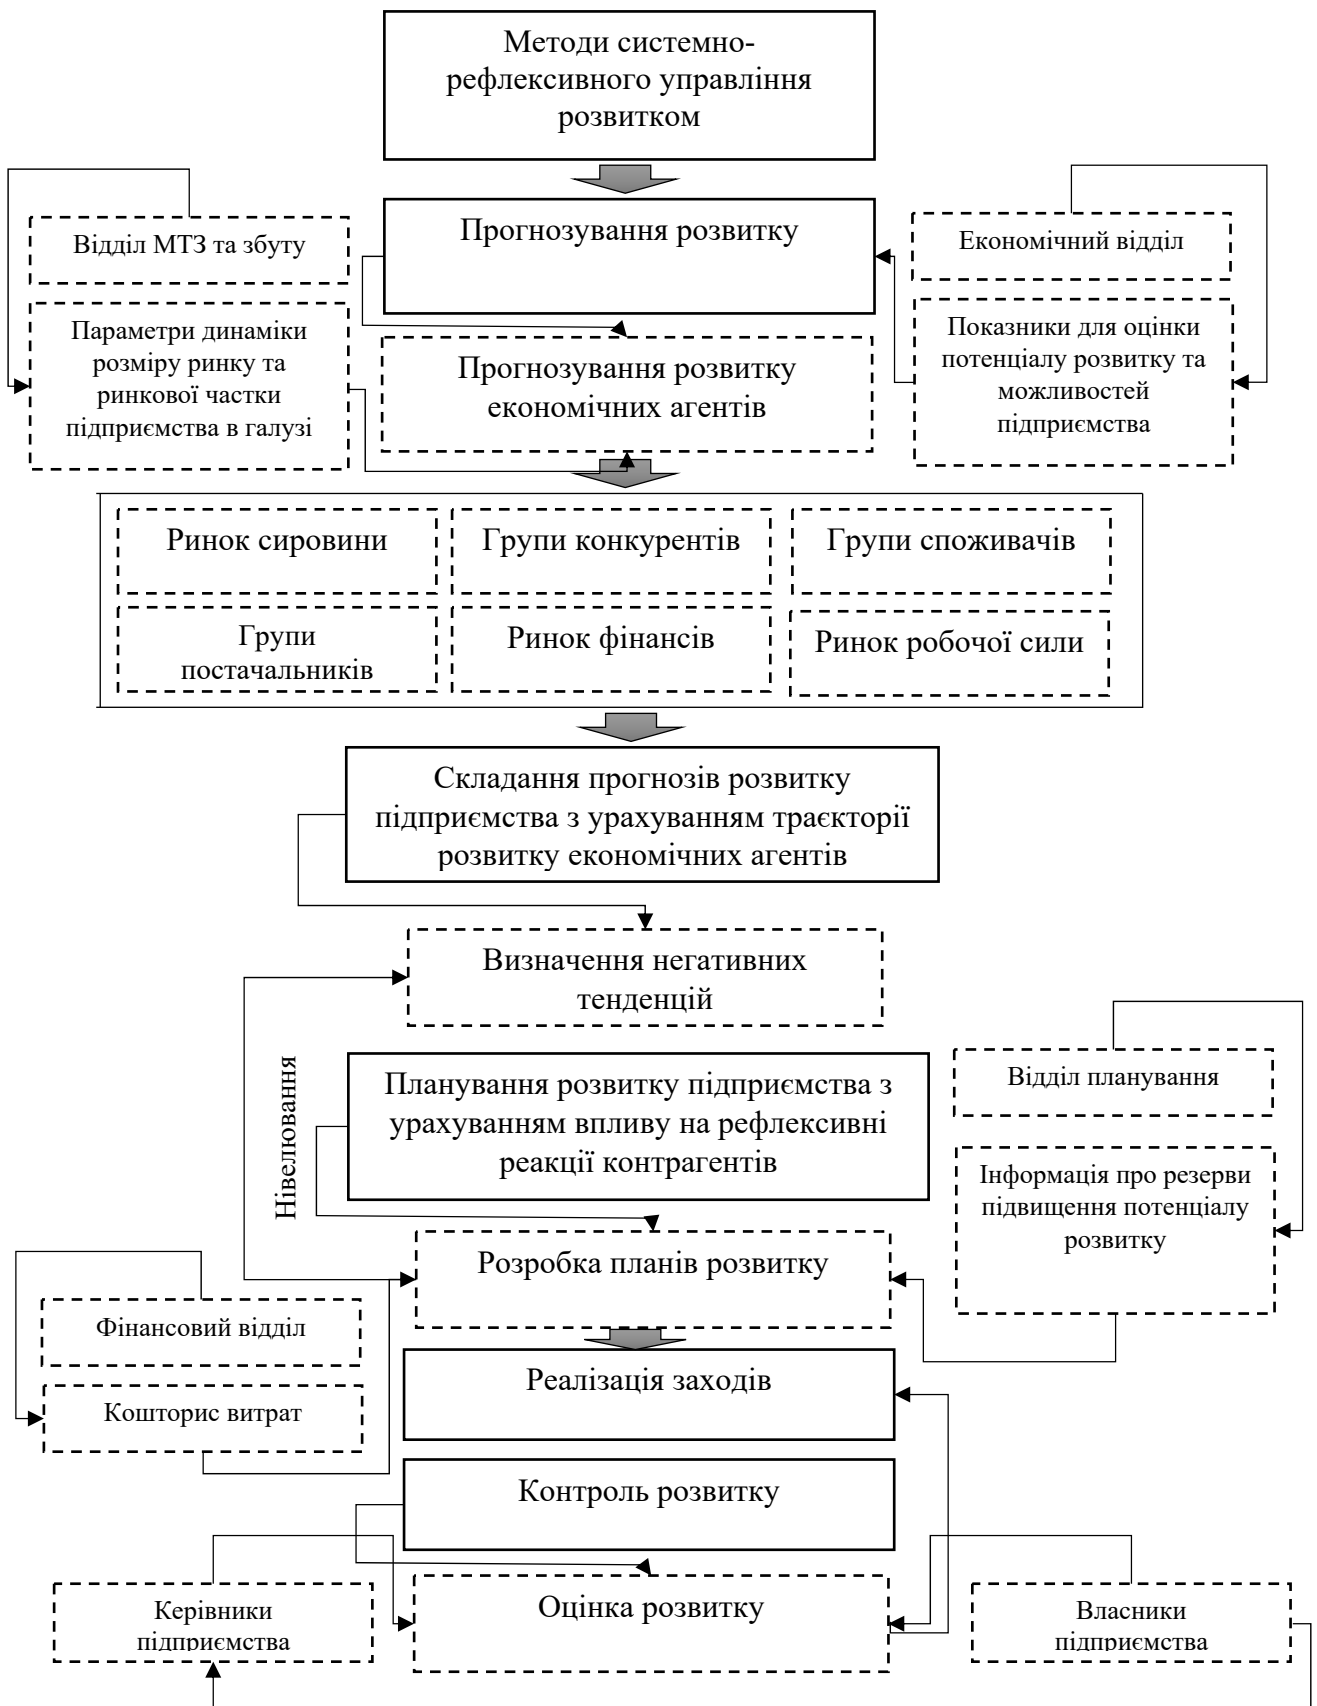 Методи системно-
рефлексивного управління
розвитком
Прогнозування розвитку
Відділ МТЗ та збуту
Економічний відділ
Параметри динаміки
розміру ринку та
ринкової частки
підприємства в галузі
Прогнозування розвитку
економічних агентів
Показники для оцінки
потенціалу розвитку та
можливостей
підприємства
Ринок сировини
Групи конкурентів
Групи споживачів
Групи
постачальників
Ринок фінансів
Ринок робочої сили
Складання прогнозів розвитку
підприємства з урахуванням траєкторії
розвитку економічних агентів
Визначення негативних
тенденцій
Нівелювання
Планування розвитку підприємства з
урахуванням впливу на рефлексивні
реакції контрагентів
Відділ планування
Інформація про резерви
підвищення потенціалу
розвитку
Розробка планів розвитку
Фінансовий відділ
Кошторис витрат
Реалізація заходів
Контроль розвитку
Керівники
підприємства
Оцінка розвитку
Власники
підприємства